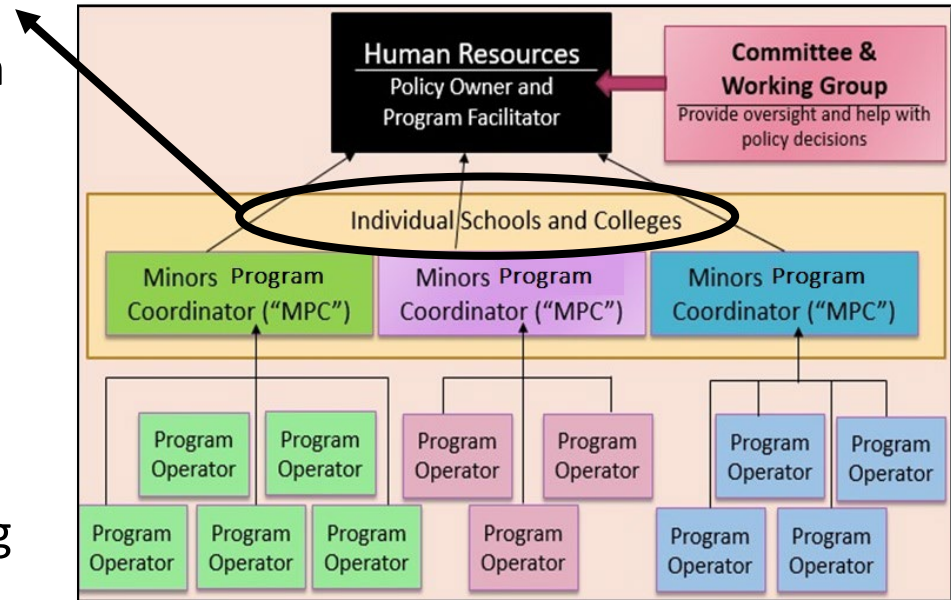 Human Resources
Policy Owner and
Program Facilitator
Committee &
Working Group
Provide oversight and help with
policy decisions
Individual Schools and Colleges
Minors Program
Coordinator (“MPC”)
Minors Program
Coordinator (“MPC”)
Minors Program
Coordinator (“MPC”)
Program
Operator
Program
Operator
Program
Operator
Program
Operator
Program
Operator
Program
Operator
Program
Operator
Program
Operator
Program
Operator
Program
Operator
Program
Operator
Program
Operator